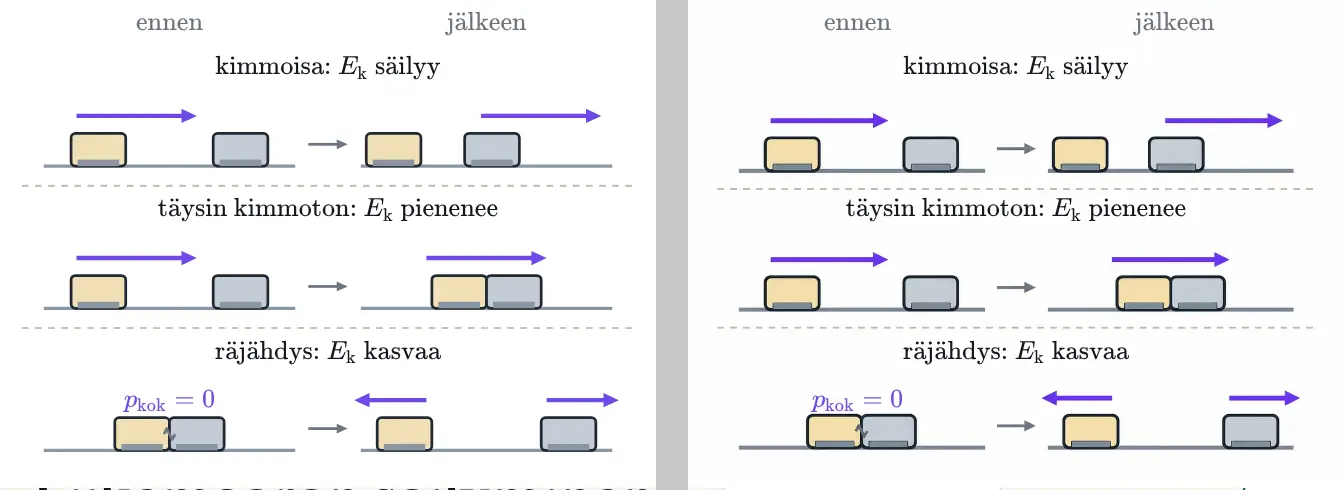 ennen jälkeen
kimmoisa: Eₖ säilyy
täysin kimmoton: Eₖ pienenee
räjähdys: Eₖ kasvaa
pₖₒₖ = 0
ennen jälkeen
kimmoisa: Eₖ säilyy
täysin kimmoton: Eₖ pienenee
räjähdys: Eₖ kasvaa
pₖₒₖ = 0